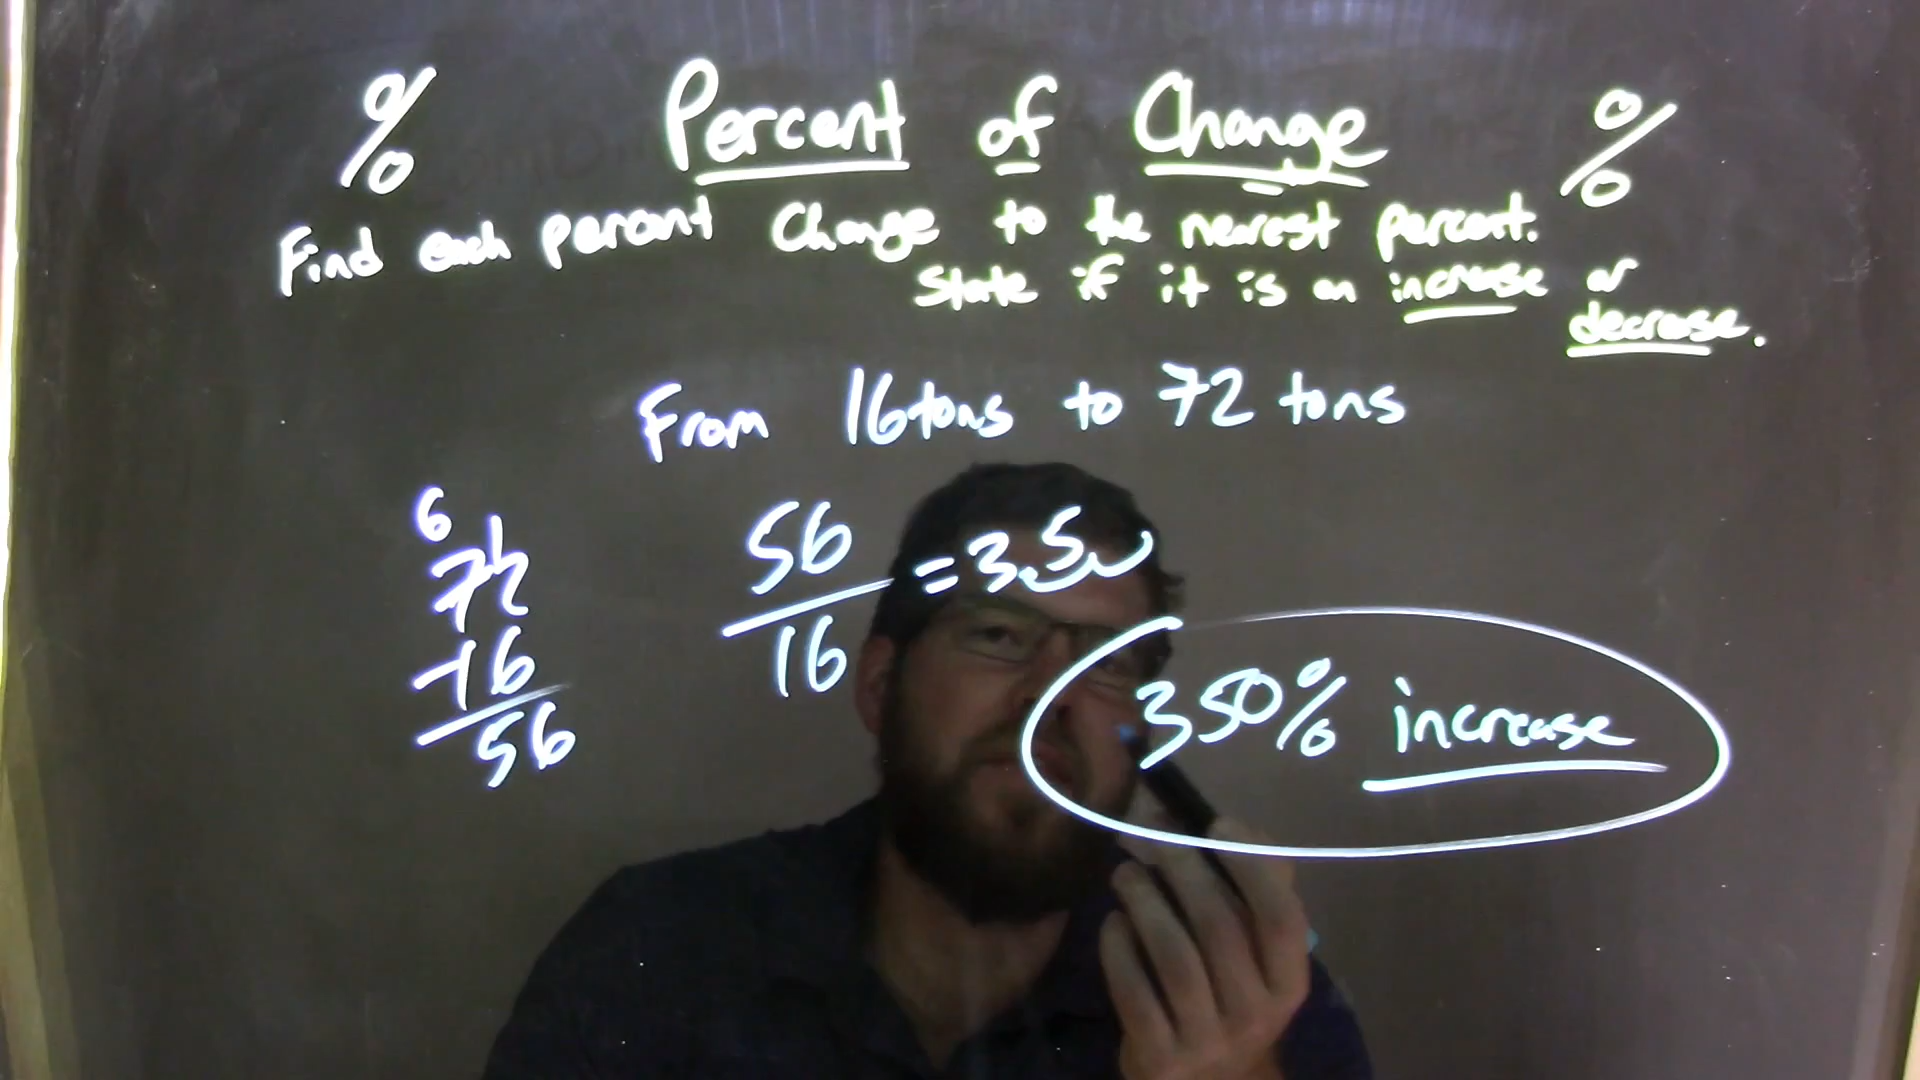 % Percent of Change %
Find each percent change to the nearest percent.
State if it is an increase or
decrease.
From 16 tons to 72 tons
6 1
72
-16
56
56/16 = 3.5
350% increase